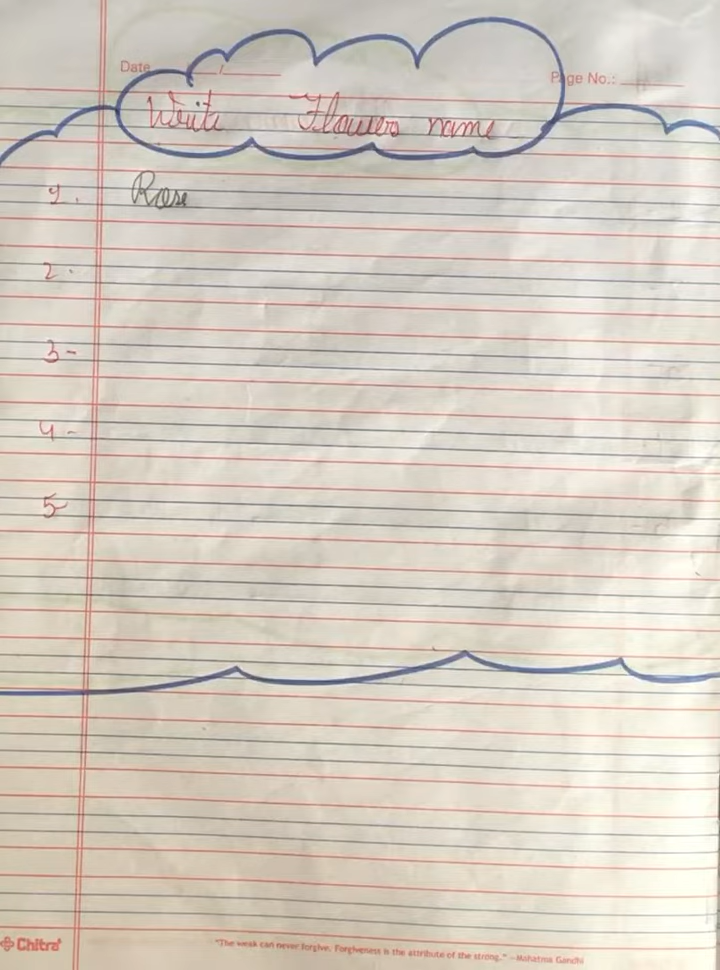 Date / /
Page No.:
Write Flowers name
1. Rose
2.
3-
4-
5-
Chitra
"The weak can never forgive. Forgiveness is the attribute of the strong." - Mahatma Gandhi